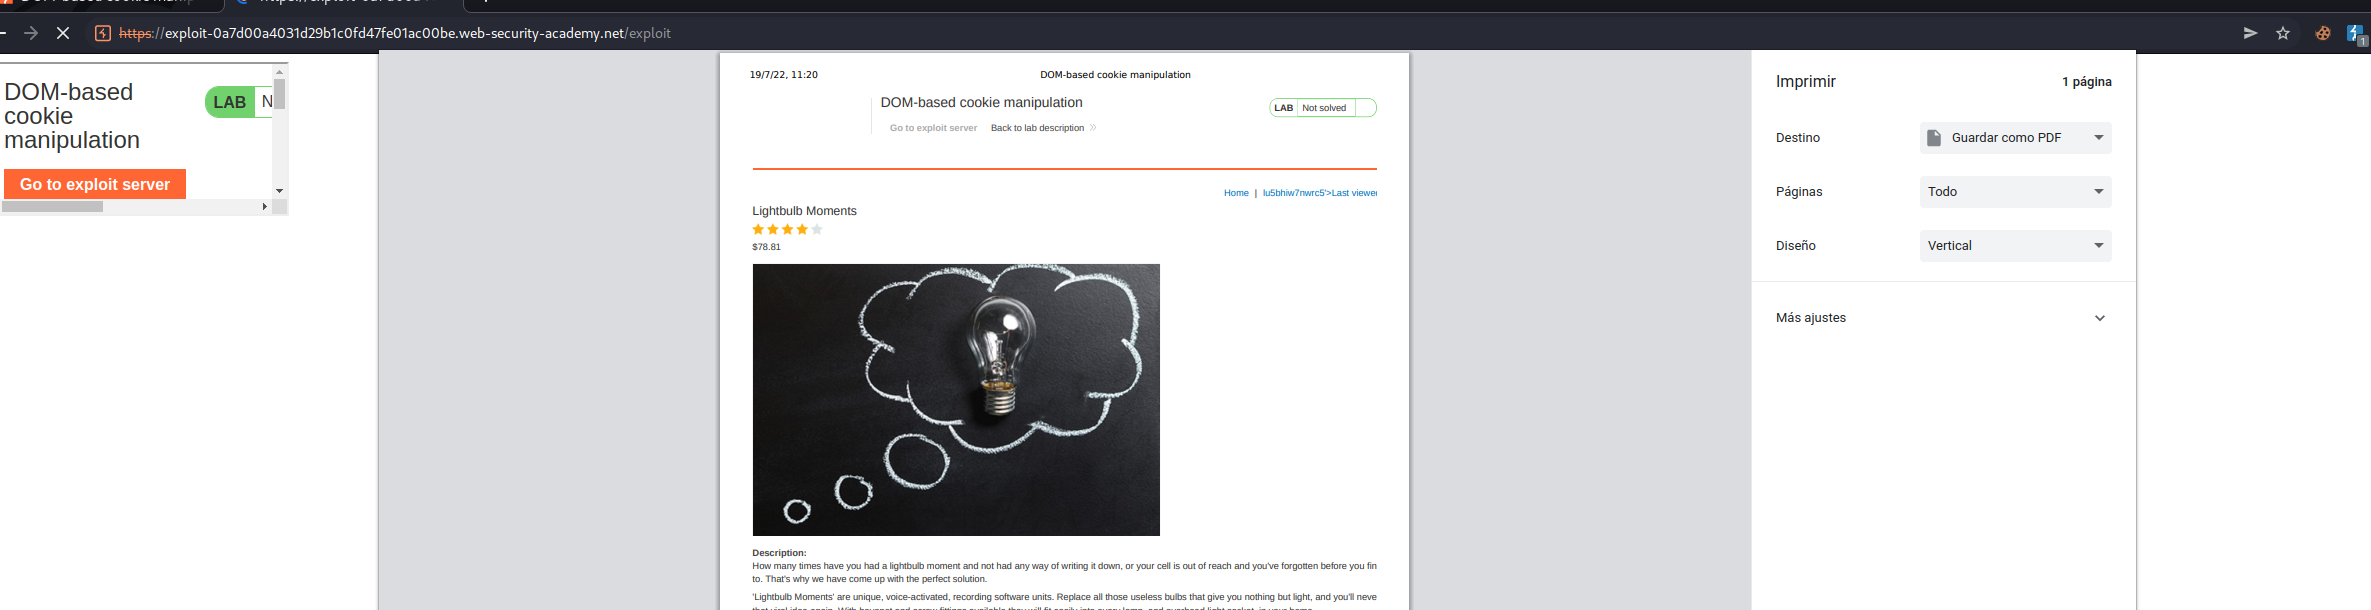 https://exploit-0a7d00a4031d29b1c0fd47fe01ac00be.web-security-academy.net/exploit
1
DOM-based
cookie
manipulation
LAB N
Go to exploit server
19/7/22, 11:20 DOM-based cookie manipulation
DOM-based cookie manipulation
LAB Not solved
Go to exploit server Back to lab description
Home | lu5bhiw7nwrc5'>Last viewe
Lightbulb Moments
$78.81
Description:
How many times have you had a lightbulb moment and not had any way of writing it down, or your cell is out of reach and you've forgotten before you fin
to. That's why we have come up with the perfect solution.
'Lightbulb Moments' are unique, voice-activated, recording software units. Replace all those useless bulbs that give you nothing but light, and you'll neve
Imprimir 1 página
Destino Guardar como PDF
Páginas Todo
Diseño Vertical
Más ajustes